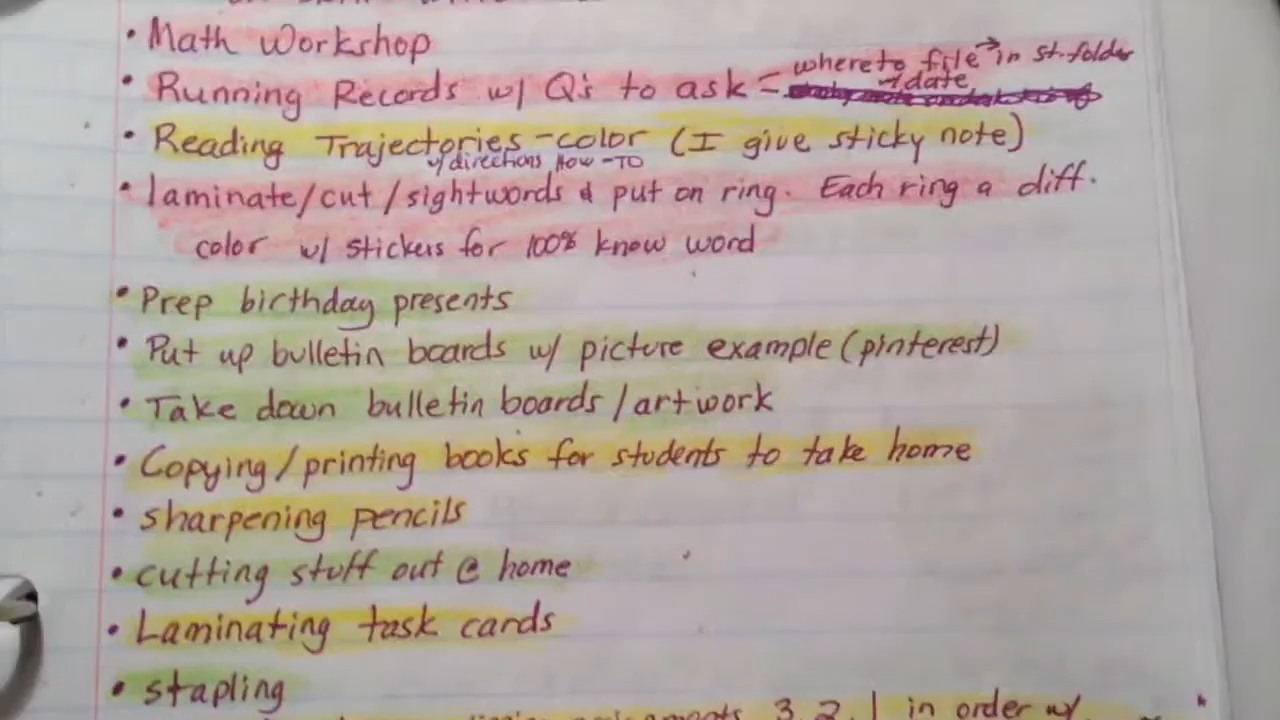 • Math Workshop
• Running Records w/ Q's to ask – where to file → in st. folder
+ date
• Reading Trajectories - color (I give sticky note)
w/ directions How-TO
• laminate/cut/sightwords & put on ring. Each ring a diff.
color w/ stickers for 100% know word
• Prep birthday presents
• Put up bulletin boards w/ picture example (pinterest)
• Take down bulletin boards/artwork
• Copying/printing books for students to take home
• sharpening pencils
• cutting stuff out @ home
• Laminating task cards
• stapling
3, 2, 1 in order w/